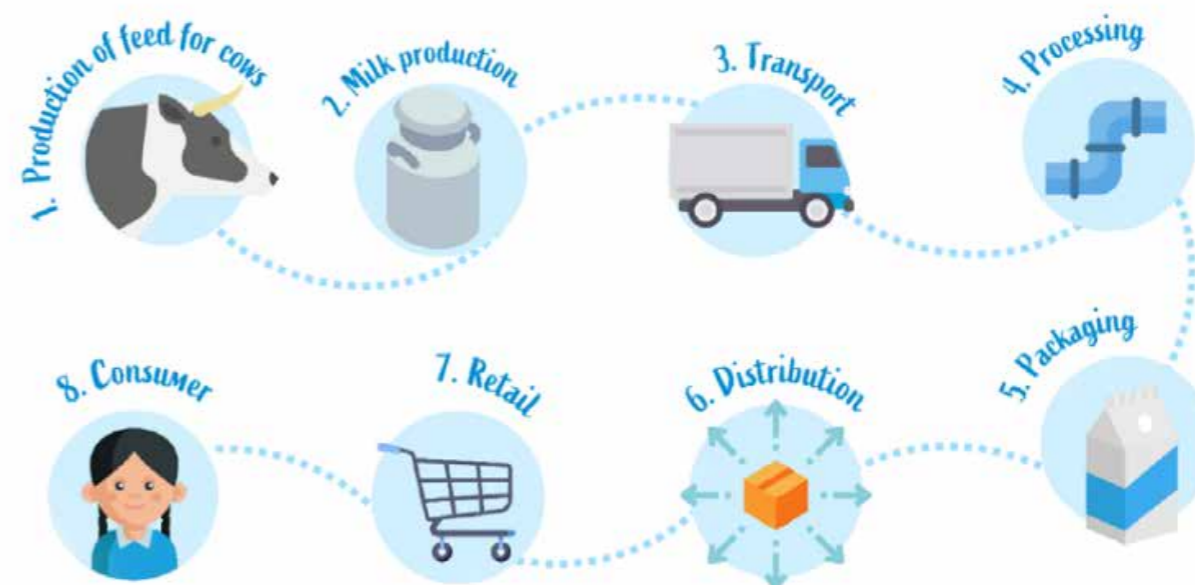 1. Production of feed for cows
2. Milk production
3. Transport
4. Processing
5. Packaging
6. Distribution
7. Retail
8. Consumer